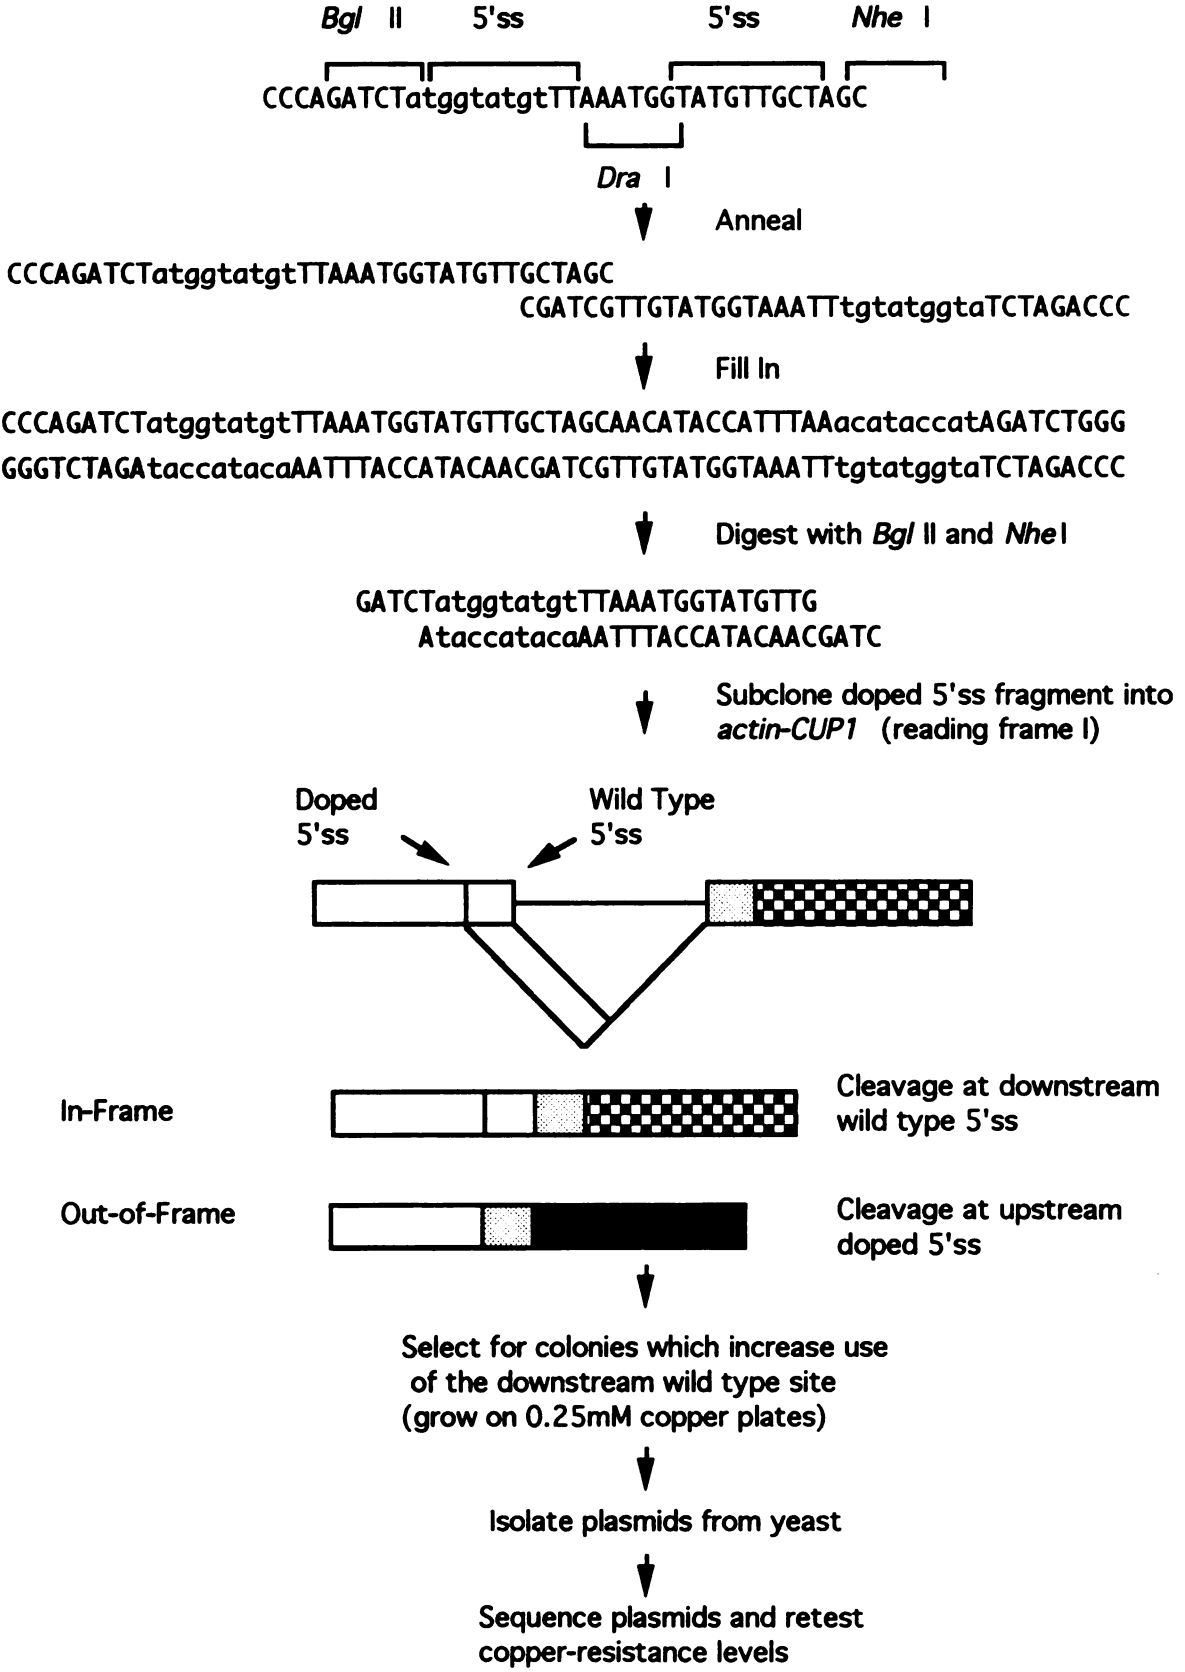 Bgl II 5'ss 5'ss Nhe I
CCCAGATCTatggtatgtTTAAATGGTATGTTGCTAGC
Dra I
Anneal
CCCAGATCTatggtatgtTTAAATGGTATGTTGCTAGC
CGATCGTTGTATGGTAAATTtgtatggtaTCTAGACCC
Fill In
CCCAGATCTatggtatgtTTAAATGGTATGTTGCTAGCAACATACCATTTAAacataccatAGATCTGGG
GGGTCTAGAtaccatacaAATTTACCATACAACGATCGTTGTATGGTAAATTtgtatggtaTCTAGACCC
Digest with Bgl II and Nhe I
GATCTatggtatgtTTAAATGGTATGTTG
AtaccatacaAATTTACCATACAACGATC
Subclone doped 5'ss fragment into
actin-CUP1 (reading frame I)
Doped
5'ss
Wild Type
5'ss
In-Frame
Cleavage at downstream
wild type 5'ss
Out-of-Frame
Cleavage at upstream
doped 5'ss
Select for colonies which increase use
of the downstream wild type site
(grow on 0.25mM copper plates)
Isolate plasmids from yeast
Sequence plasmids and retest
copper-resistance levels